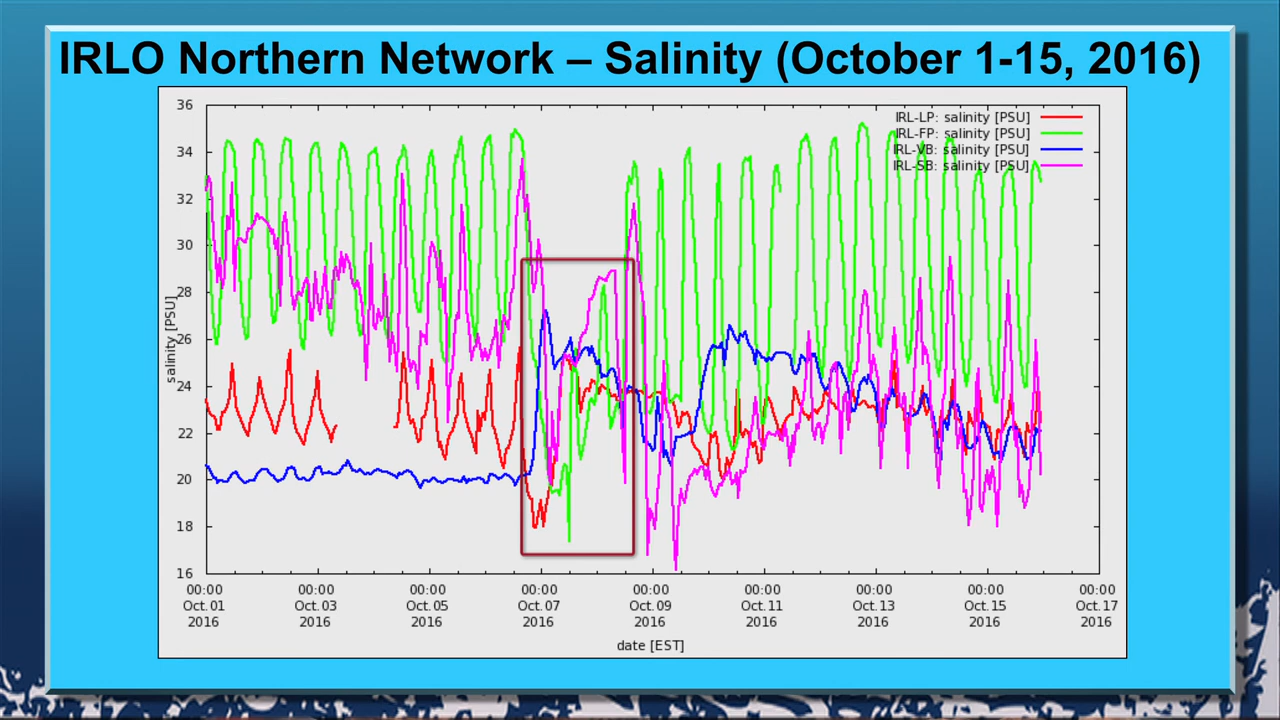 IRLO Northern Network – Salinity (October 1-15, 2016)
36
34
32
30
28
26
24
22
20
18
16
salinity [PSU]
IRL-LP: salinity [PSU]
IRL-FP: salinity [PSU]
IRL-VB: salinity [PSU]
IRL-SB: salinity [PSU]
00:00 00:00 00:00 00:00 00:00 00:00 00:00 00:00 00:00
Oct.01 Oct.03 Oct.05 Oct.07 Oct.09 Oct.11 Oct.13 Oct.15 Oct.17
2016 2016 2016 2016 2016 2016 2016 2016 2016
date [EST]